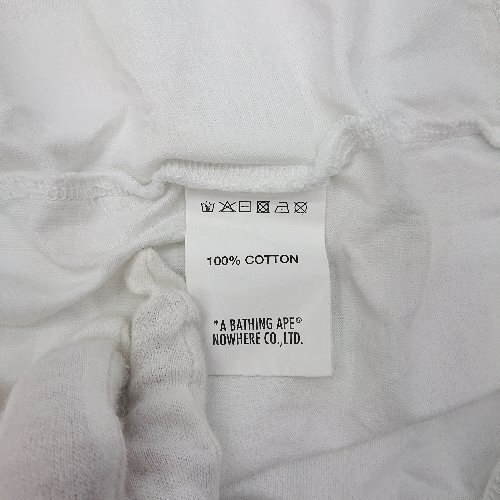 100% COTTON
*A BATHING APE®
NOWHERE CO.,LTD.